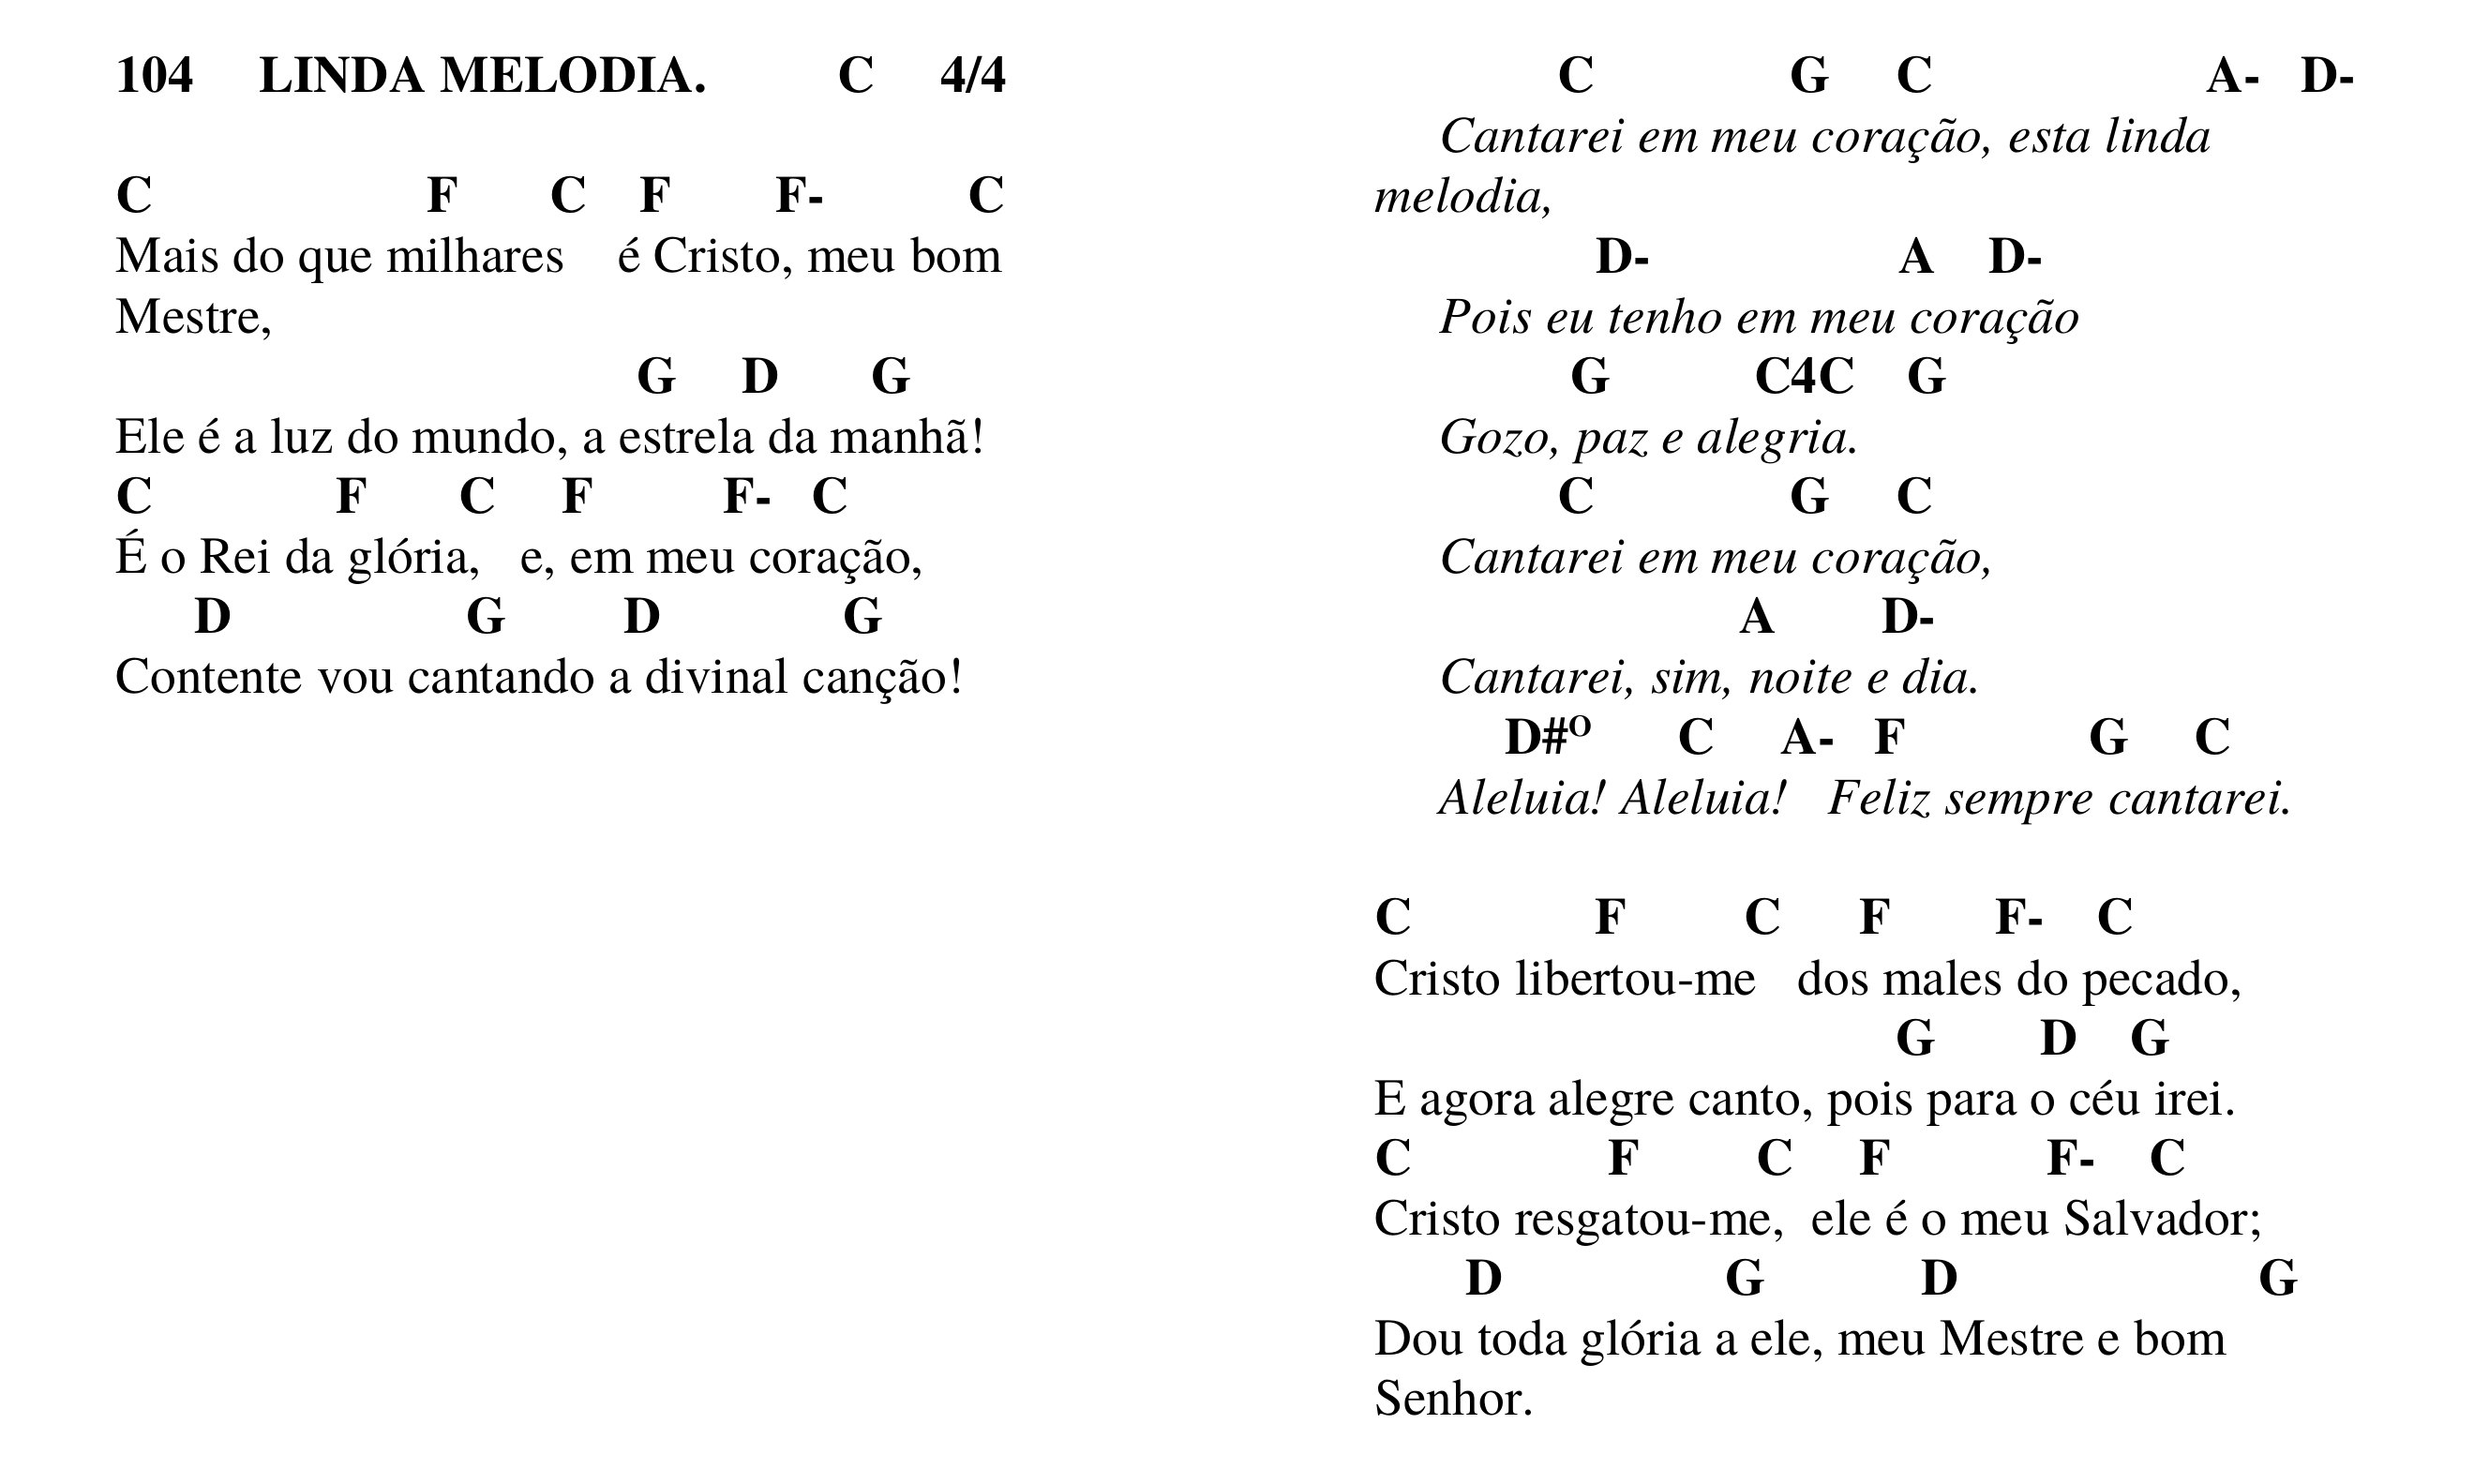 104 LINDA MELODIA. C 4/4
C F C F F- C
Mais do que milhares é Cristo, meu bom
Mestre,
G D G
Ele é a luz do mundo, a estrela da manhã!
C F C F F- C
É o Rei da glória, e, em meu coração,
D G D G
Contente vou cantando a divinal canção!
C G C A- D-
Cantarei em meu coração, esta linda
melodia,
D- A D-
Pois eu tenho em meu coração
G C4C G
Gozo, paz e alegria.
C G C
Cantarei em meu coração,
A D-
Cantarei, sim, noite e dia.
D#º C A- F G C
Aleluia! Aleluia! Feliz sempre cantarei.
C F C F F- C
Cristo libertou-me dos males do pecado,
G D G
E agora alegre canto, pois para o céu irei.
C F C F F- C
Cristo resgatou-me, ele é o meu Salvador;
D G D G
Dou toda glória a ele, meu Mestre e bom
Senhor.